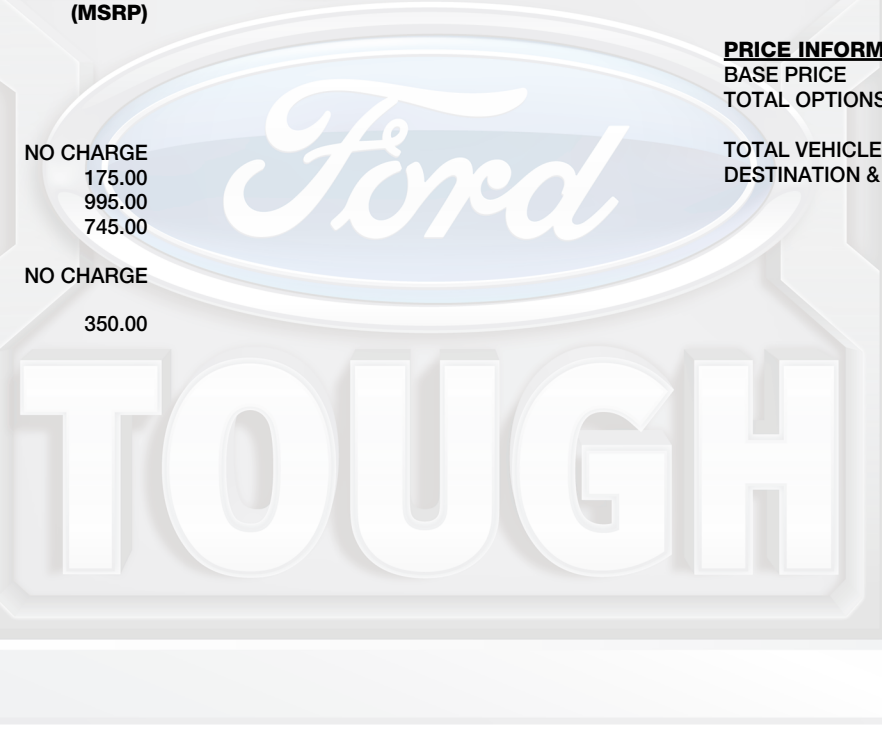 (MSRP)
NO CHARGE
175.00
995.00
745.00
NO CHARGE
350.00
PRICE INFORM
BASE PRICE
TOTAL OPTIONS
TOTAL VEHICLE
DESTINATION &
Ford
TOUGH